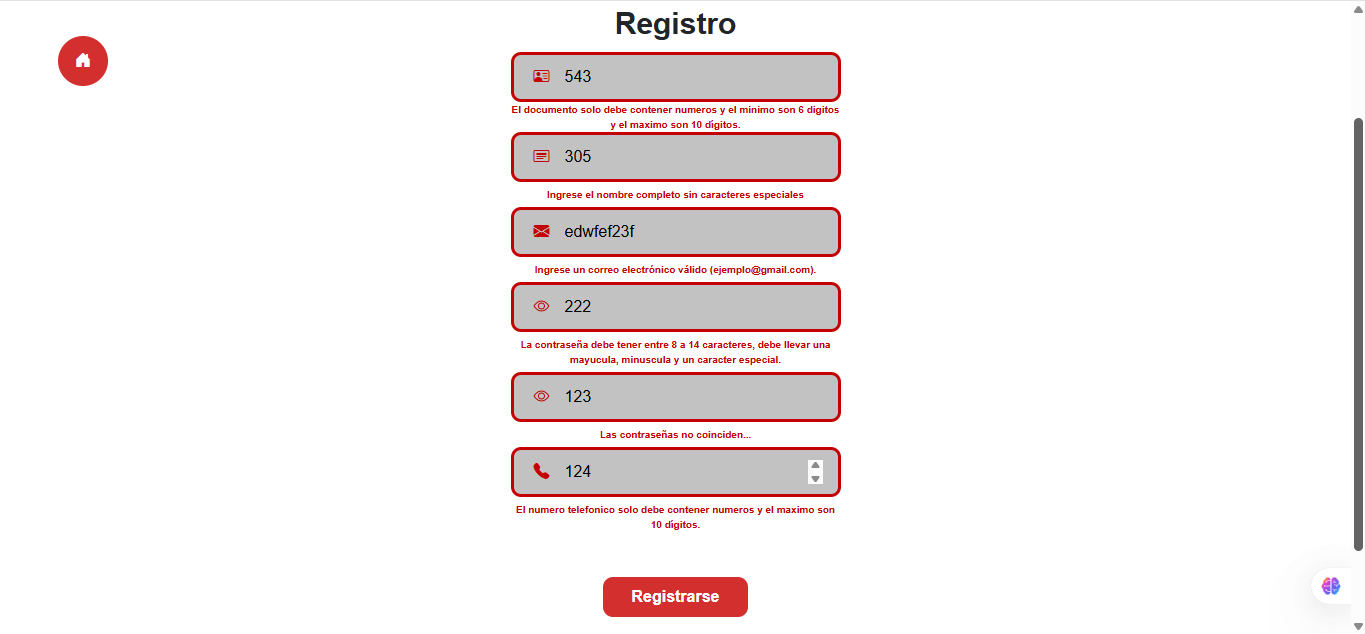 Registro
543
El documento solo debe contener numeros y el minimo son 6 digitos
y el maximo son 10 digitos.
305
Ingrese el nombre completo sin caracteres especiales
edwfef23f
Ingrese un correo electrónico válido (ejemplo@gmail.com).
222
La contraseña debe tener entre 8 a 14 caracteres, debe llevar una
mayucula, minuscula y un caracter especial.
123
Las contraseñas no coinciden...
124
El numero telefonico solo debe contener numeros y el maximo son
10 dígitos.
Registrarse